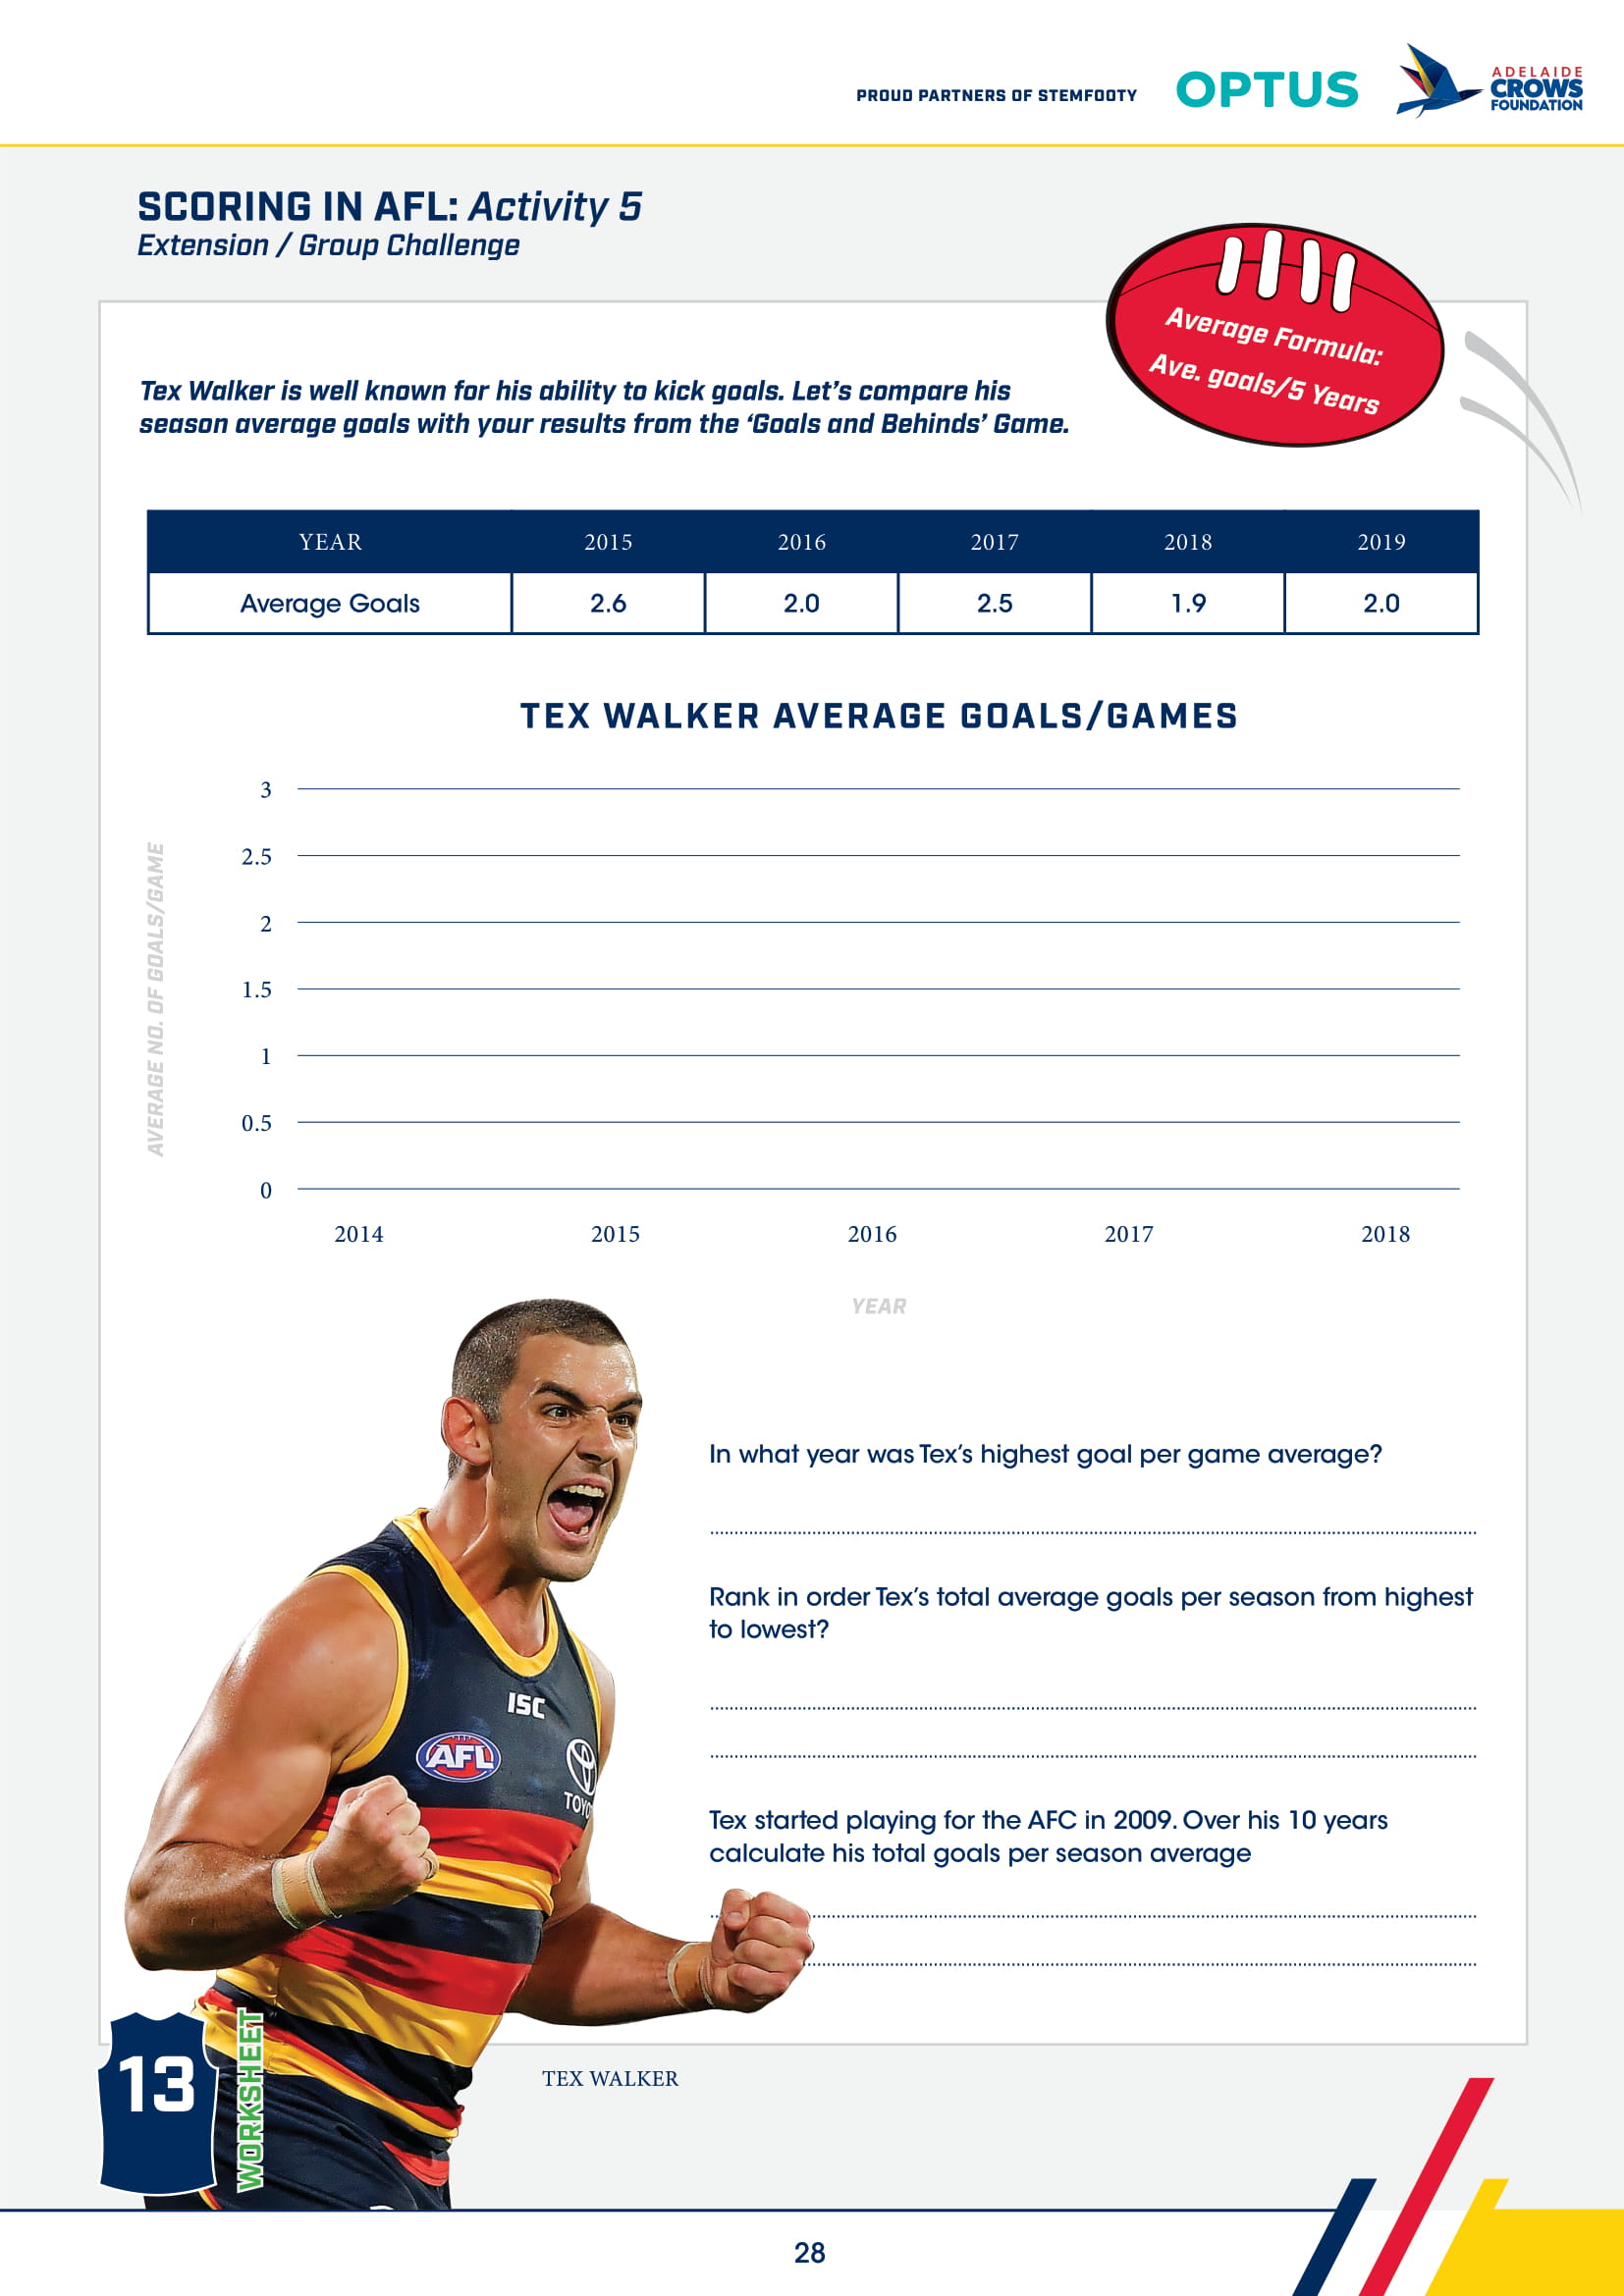 PROUD PARTNERS OF STEMFOOTY
OPTUS
ADELAIDE
CROWS
FOUNDATION
SCORING IN AFL: Activity 5
Extension / Group Challenge
Average Formula:
Ave. goals/5 Years
Tex Walker is well known for his ability to kick goals. Let’s compare his
season average goals with your results from the ‘Goals and Behinds’ Game.
YEAR 2015 2016 2017 2018 2019
Average Goals 2.6 2.0 2.5 1.9 2.0
TEX WALKER AVERAGE GOALS/GAMES
AVERAGE NO. OF GOALS/GAME
3
2.5
2
1.5
1
0.5
0
2014 2015 2016 2017 2018
YEAR
In what year was Tex’s highest goal per game average?
Rank in order Tex’s total average goals per season from highest
to lowest?
Tex started playing for the AFC in 2009. Over his 10 years
calculate his total goals per season average
ISC
AFL
13
WORKSHEET
TEX WALKER
28